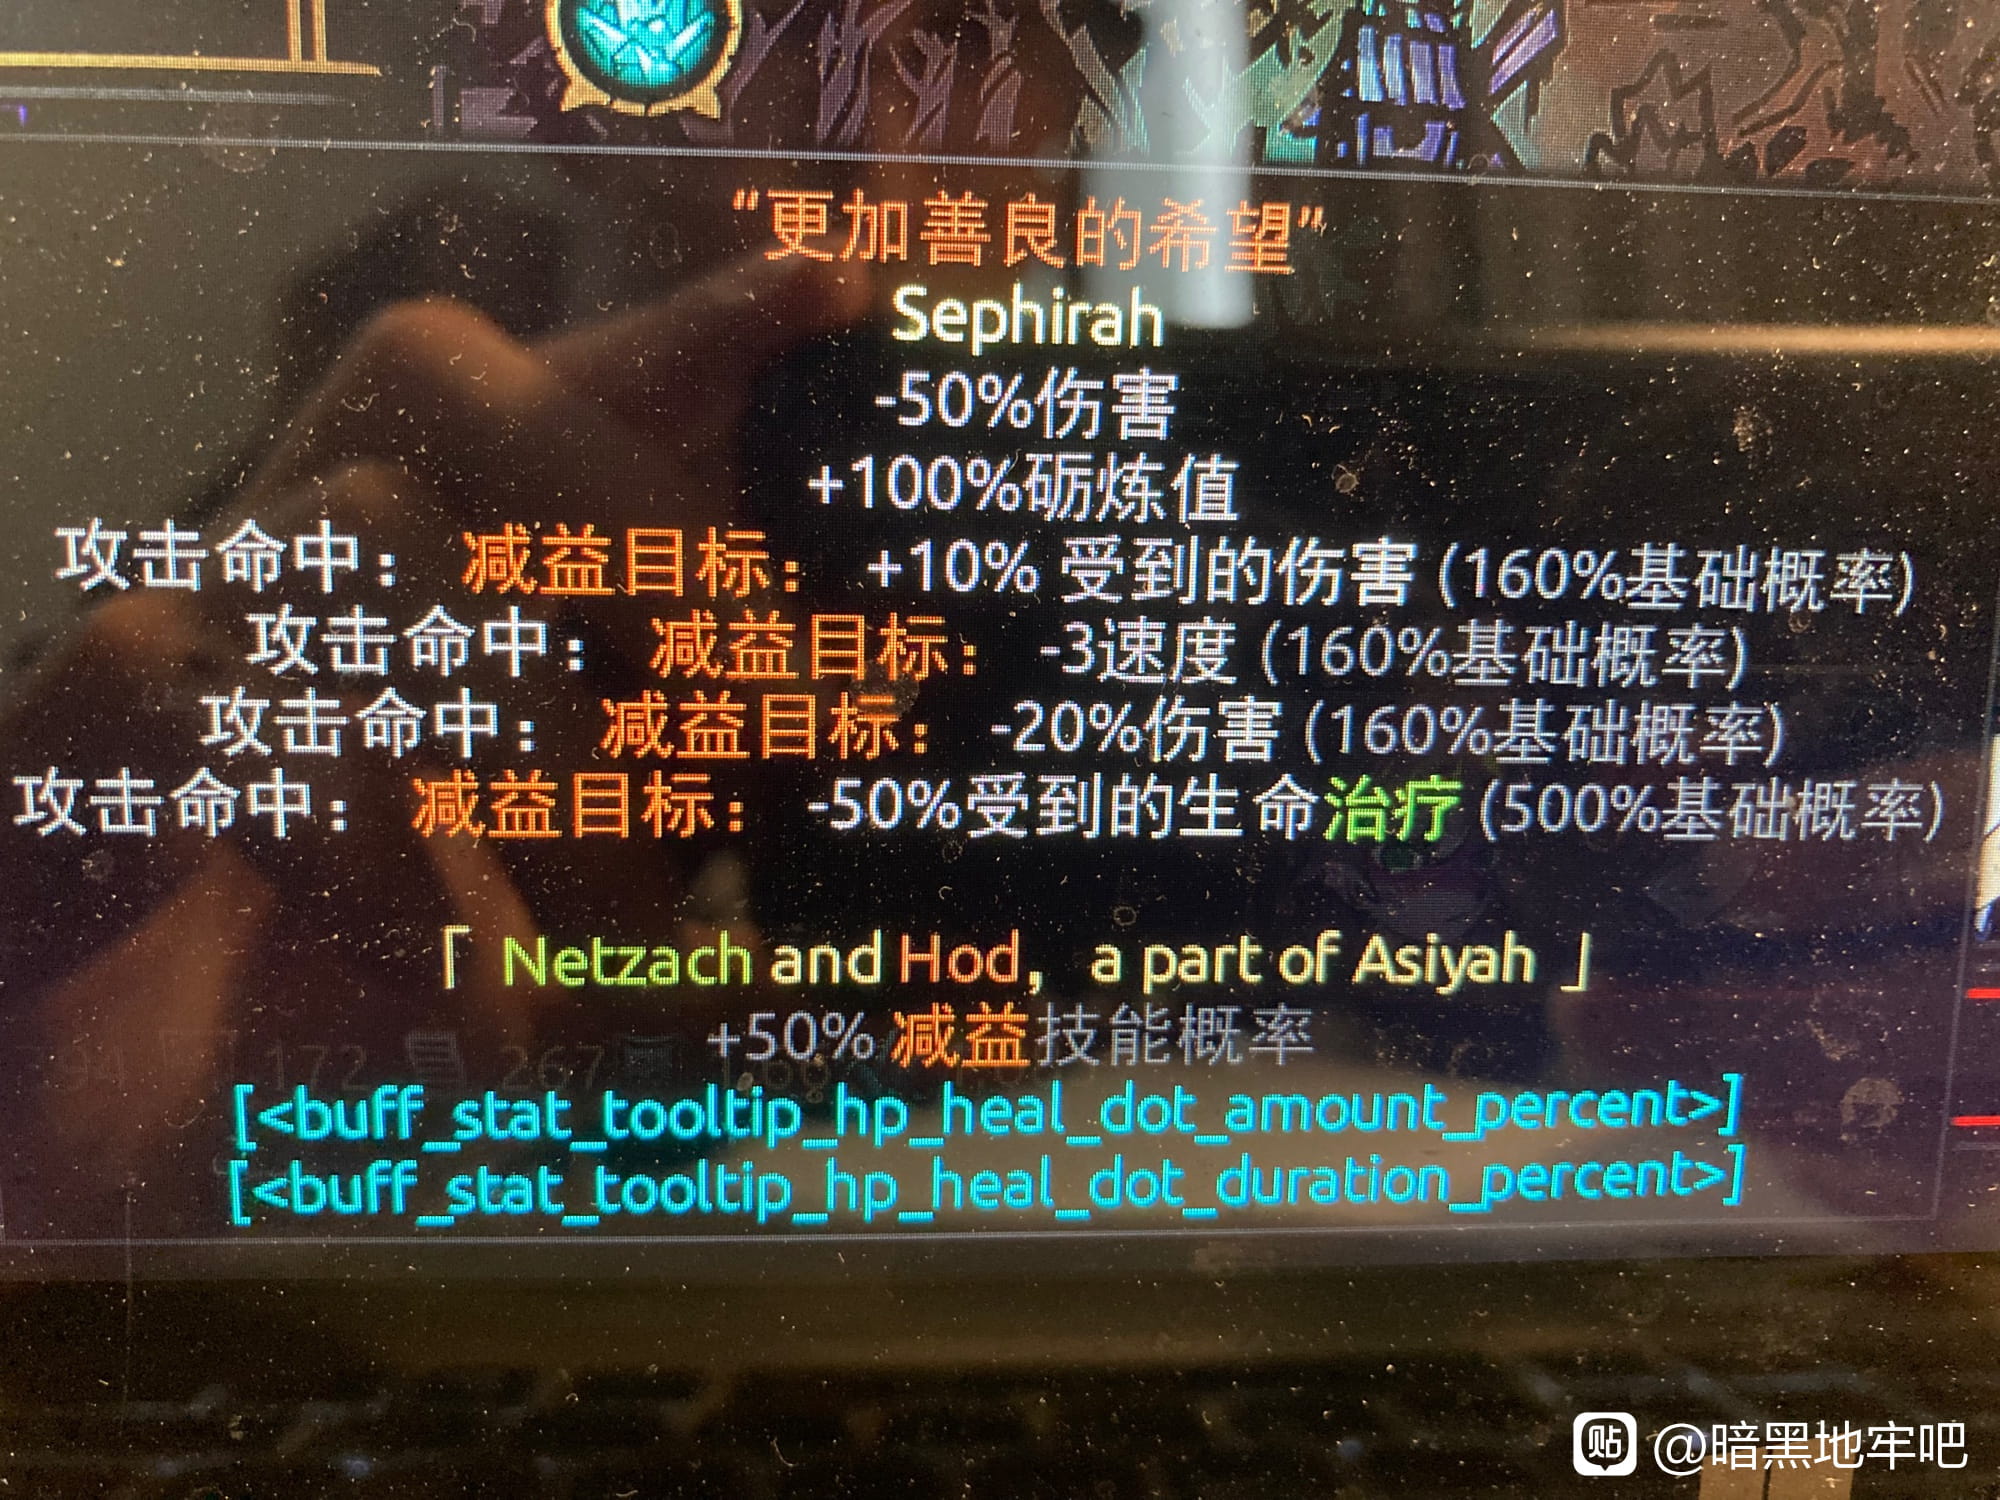 “更加善良的希望”
Sephirah
-50%伤害
+100%砺炼值
攻击命中： 减益目标： +10% 受到的伤害 (160%基础概率)
攻击命中： 减益目标： -3速度 (160%基础概率)
攻击命中： 减益目标： -20%伤害 (160%基础概率)
攻击命中： 减益目标： -50%受到的生命治疗 (500%基础概率)
「 Netzach and Hod， a part of Asiyah 」
+50% 减益技能概率
[<buff_stat_tooltip_hp_heal_dot_amount_percent>]
[<buff_stat_tooltip_hp_heal_dot_duration_percent>]
贴 @暗黑地牢吧